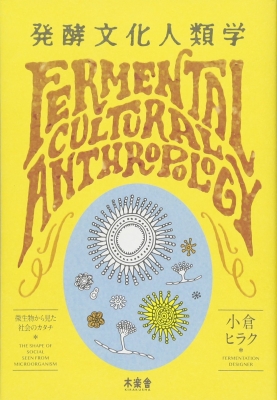 発酵文化人類学
FERMENTAL
CULTURAL
ANTHROPOLOGY
微生物から見た
社会のカタチ
THE SHAPE OF
SOCIAL
SEEN FROM
MICROORGANISM
小倉
ヒラク
FERMENTATION
DESIGNER
木楽舎